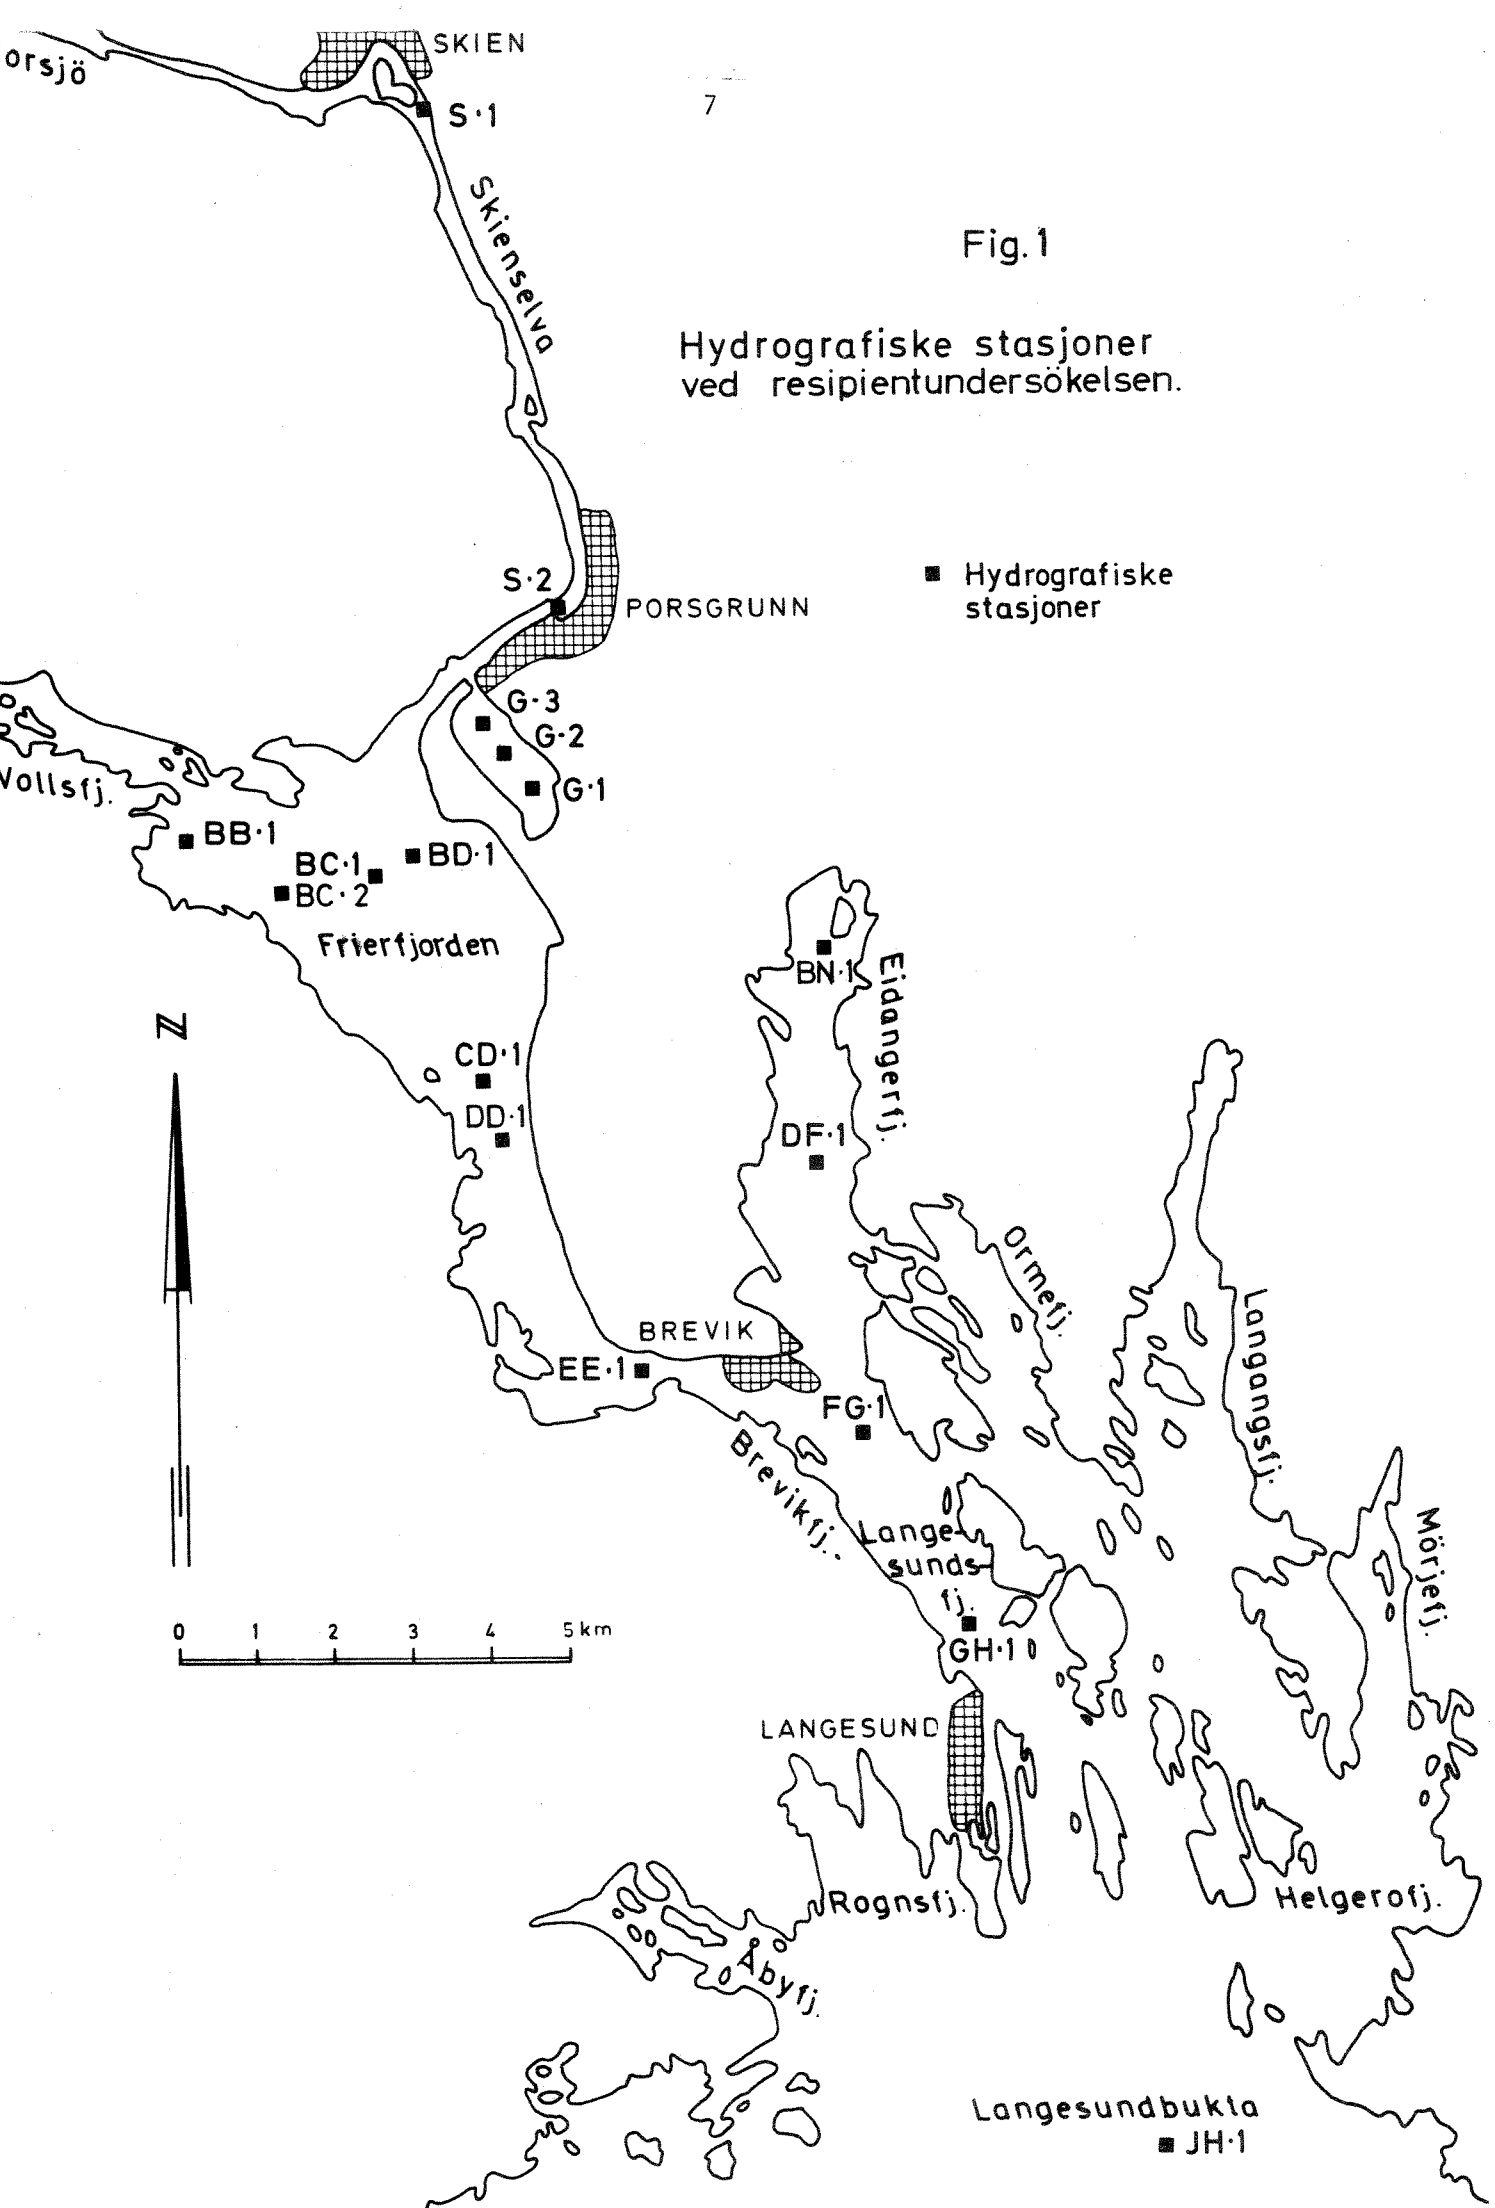 orsjö
SKIEN
7
S·1
Skienselva
Fig.1
Hydrografiske stasjoner
ved resipientundersökelsen.
S·2
PORSGRUNN
Hydrografiske
stasjoner
G·3
G·2
G·1
Vollsfj.
BB·1
BC·1
BD·1
BC·2
Frierfjorden
BN·1
Eidangerfj.
N
CD·1
DD·1
DF·1
Ormefj.
Langangsfj.
BREVIK
EE·1
FG·1
Brevikfj.
Lange-
sunds-
fj.
Mörjefj.
GH·1
0 1 2 3 4 5 km
LANGESUND
Rognsfj.
Helgerofj.
Åbyfj.
Langesundbukta
JH·1